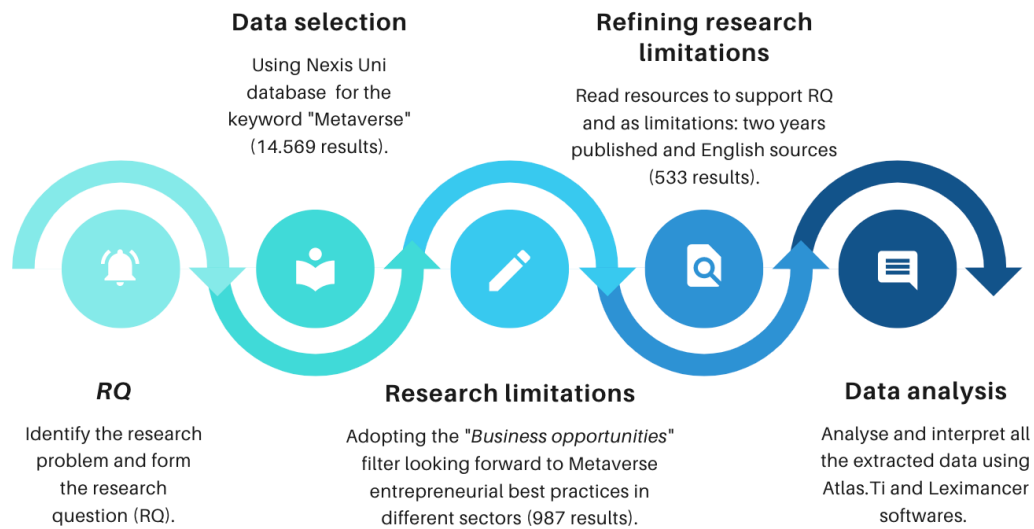 RQ
Identify the research
problem and form
the research
question (RQ).
Data selection
Using Nexis Uni
database for the
keyword "Metaverse"
(14.569 results).
Research limitations
Adopting the "Business opportunities"
filter looking forward to Metaverse
entrepreneurial best practices in
different sectors (987 results).
Refining research
limitations
Read resources to support RQ
and as limitations: two years
published and English sources
(533 results).
Data analysis
Analyse and interpret all
the extracted data using
Atlas.Ti and Leximancer
softwares.